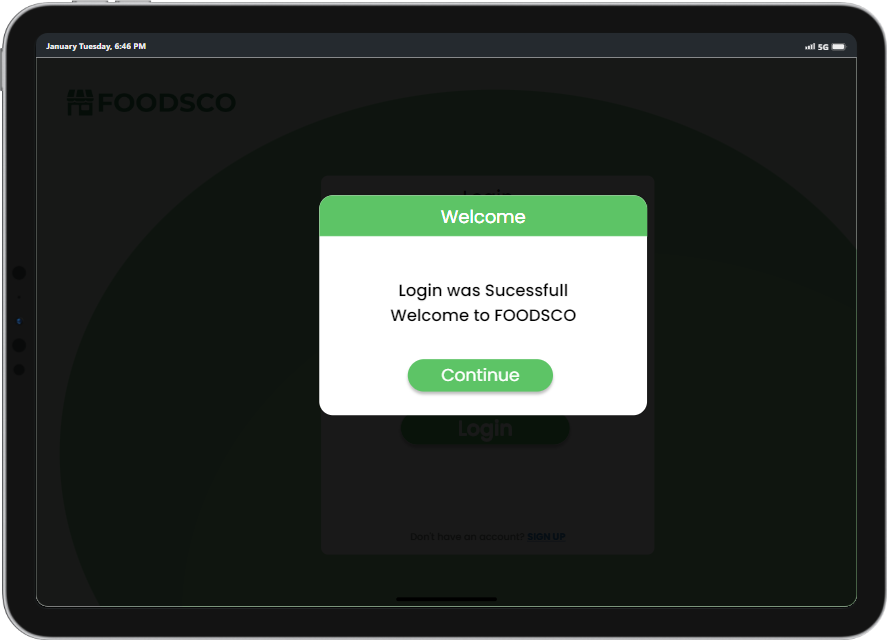 January Tuesday, 6:46 PM
5G
FOODSCO
Login
Welcome
Login was Sucessfull
Welcome to FOODSCO
Continue
Login
Don't have an account? SIGN UP